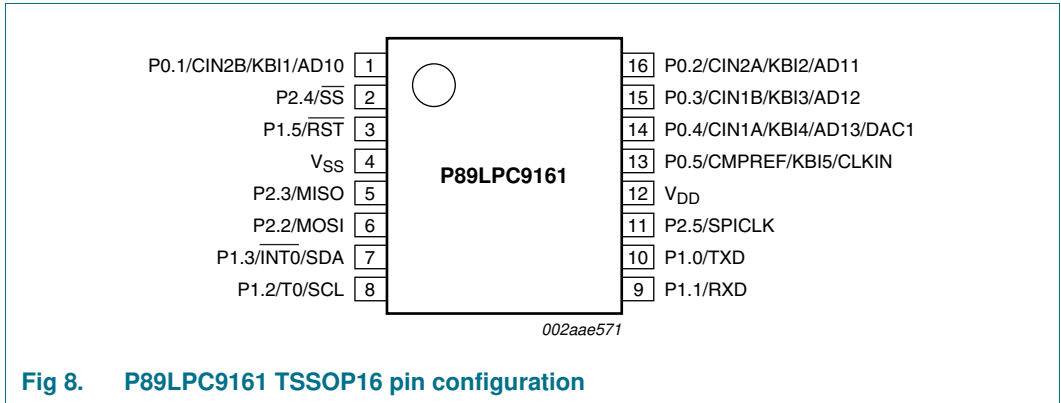 P0.1/CIN2B/KBI1/AD10 1
P2.4/S̅S̅ 2
P1.5/R̅S̅T̅ 3
VSS 4
P2.3/MISO 5
P2.2/MOSI 6
P1.3/I̅N̅T̅0̅/SDA 7
P1.2/T0/SCL 8
P89LPC9161
16 P0.2/CIN2A/KBI2/AD11
15 P0.3/CIN1B/KBI3/AD12
14 P0.4/CIN1A/KBI4/AD13/DAC1
13 P0.5/CMPREF/KBI5/CLKIN
12 VDD
11 P2.5/SPICLK
10 P1.0/TXD
9 P1.1/RXD
002aae571
Fig 8. P89LPC9161 TSSOP16 pin configuration